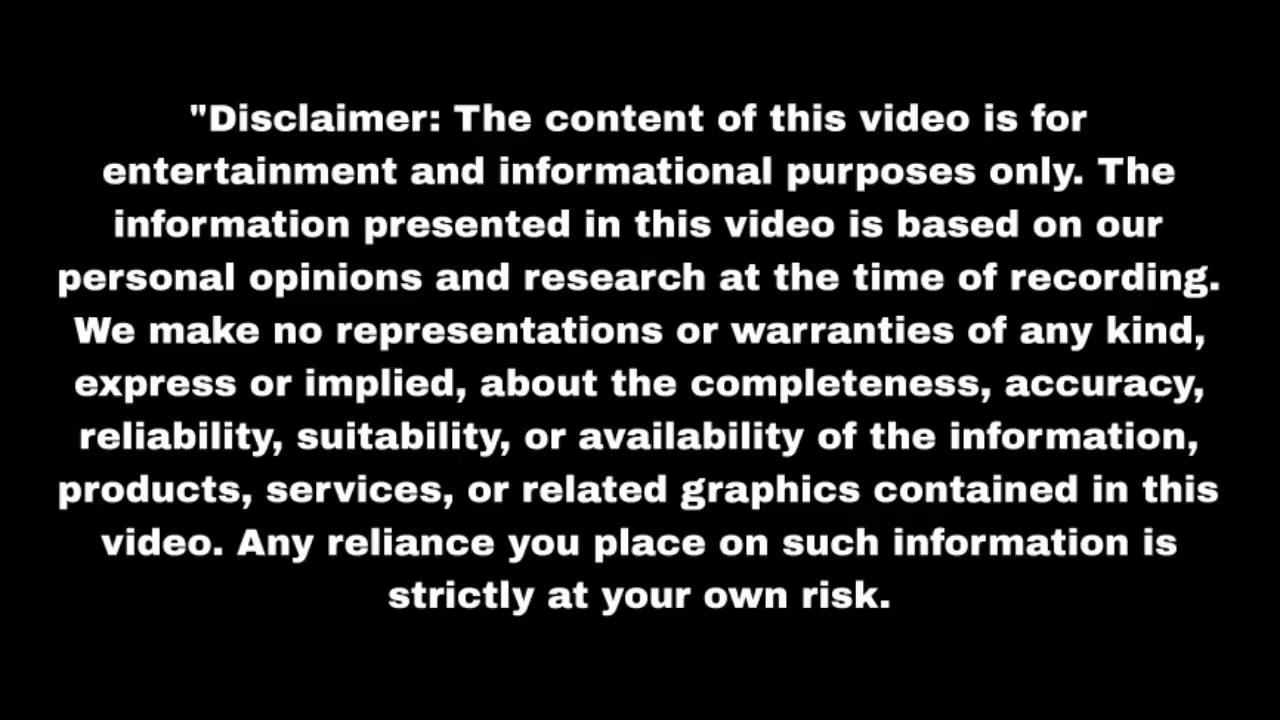 "Disclaimer: The content of this video is for
entertainment and informational purposes only. The
information presented in this video is based on our
personal opinions and research at the time of recording.
We make no representations or warranties of any kind,
express or implied, about the completeness, accuracy,
reliability, suitability, or availability of the information,
products, services, or related graphics contained in this
video. Any reliance you place on such information is
strictly at your own risk.